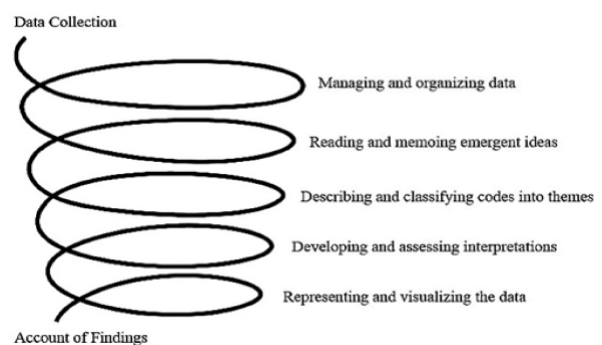 Data Collection
Managing and organizing data
Reading and memoing emergent ideas
Describing and classifying codes into themes
Developing and assessing interpretations
Representing and visualizing the data
Account of Findings